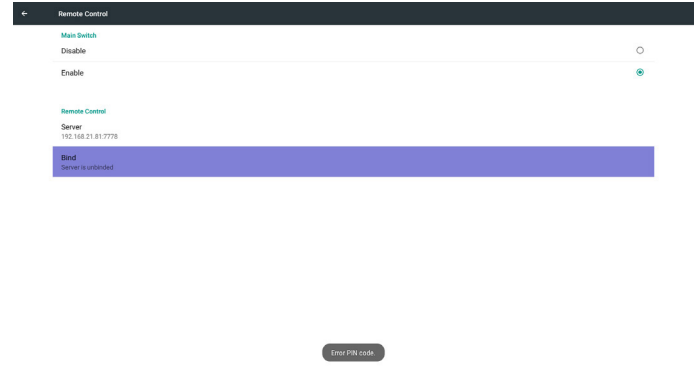 Remote Control
Main Switch
Disable
Enable
Remote Control
Server
192.168.21.81:7778
Bind
Server is unbinded
Error PIN code.